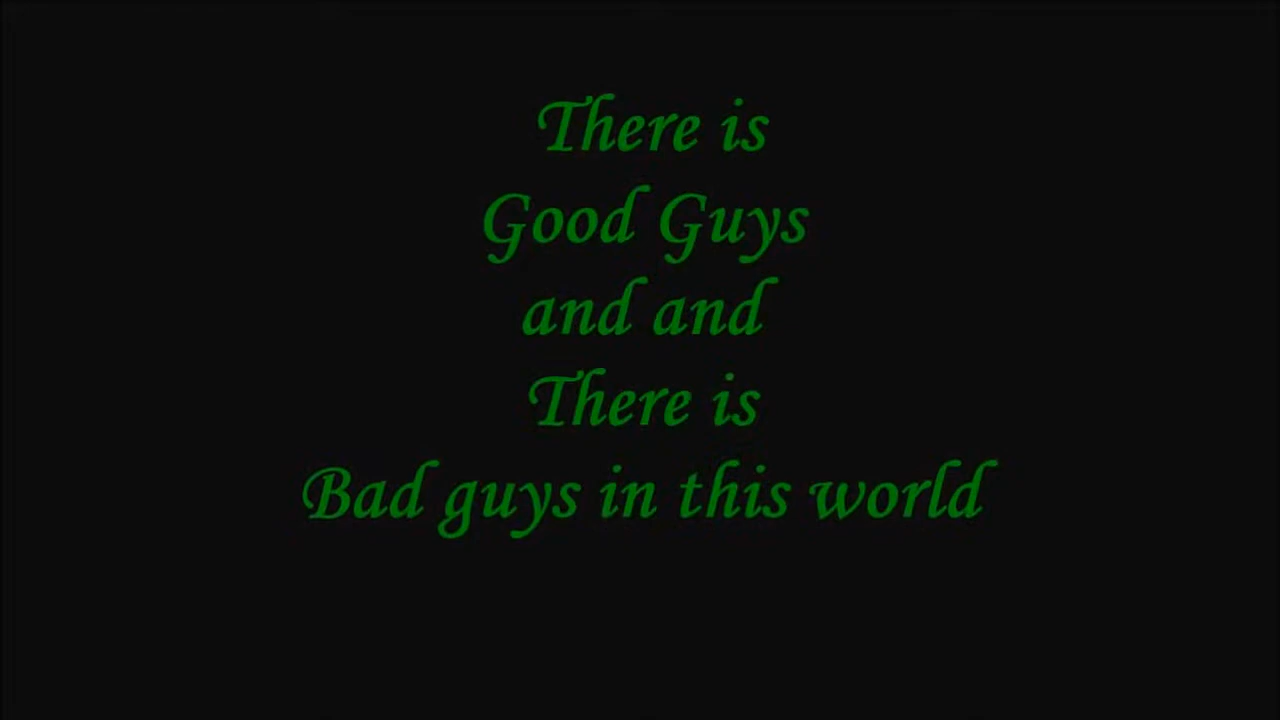 There is
Good Guys
and and
There is
Bad guys in this world